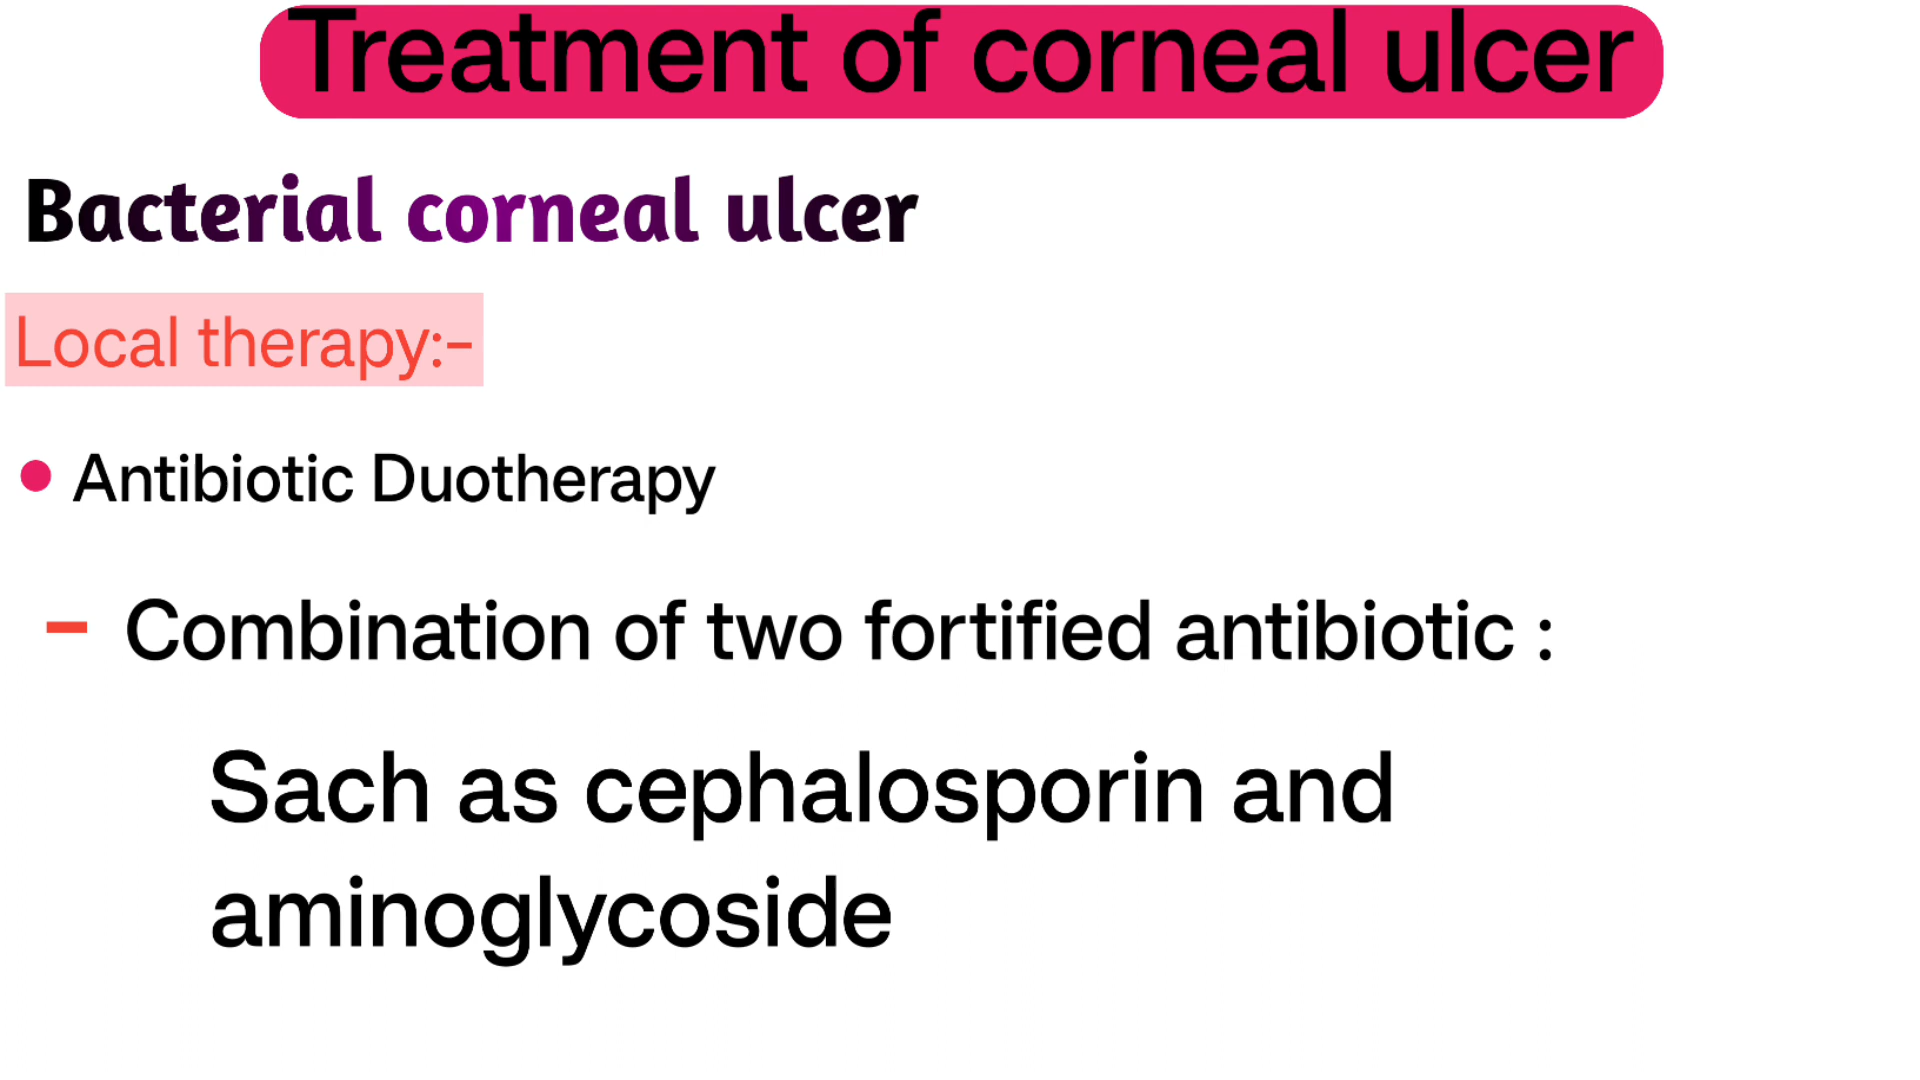 Treatment of corneal ulcer
Bacterial corneal ulcer
Local therapy:-
● Antibiotic Duotherapy
- Combination of two fortified antibiotic :
Sach as cephalosporin and
aminoglycoside